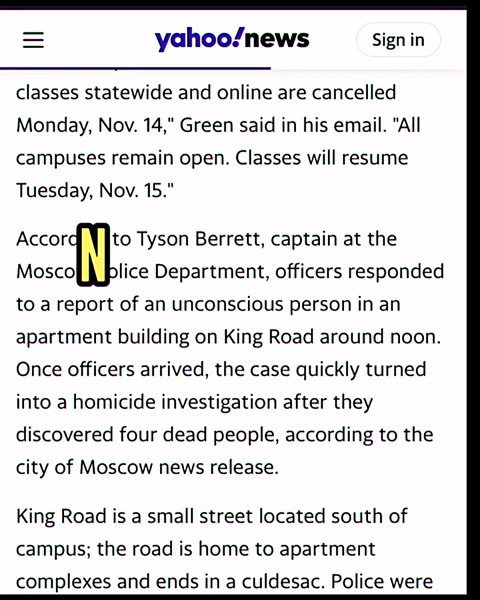 yahoo!news
Sign in
classes statewide and online are cancelled
Monday, Nov. 14," Green said in his email. "All
campuses remain open. Classes will resume
Tuesday, Nov. 15."
Accord to Tyson Berrett, captain at the
Mosco olice Department, officers responded
N
to a report of an unconscious person in an
apartment building on King Road around noon.
Once officers arrived, the case quickly turned
into a homicide investigation after they
discovered four dead people, according to the
city of Moscow news release.
King Road is a small street located south of
campus; the road is home to apartment
complexes and ends in a culdesac. Police were